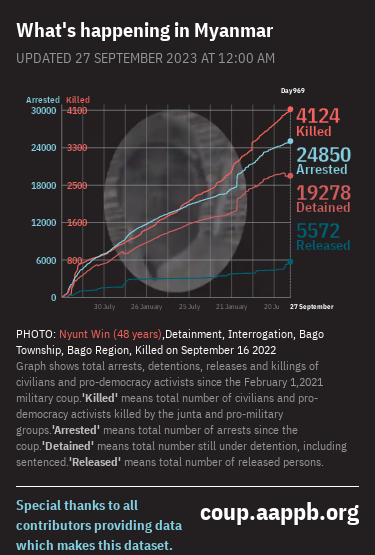 What's happening in Myanmar
UPDATED 27 SEPTEMBER 2023 AT 12:00 AM
Day969
Arrested Killed
30000 4100
24000 3300
18000 2500
12000 1600
6000 800
0
4124
Killed
24850
Arrested
19278
Detained
5572
Released
30 July 26 January 25 July 21 January 20 Ju 27 September
PHOTO: Nyunt Win (48 years),Detainment, Interrogation, Bago
Township, Bago Region, Killed on September 16 2022
Graph shows total arrests, detentions, releases and killings of
civilians and pro-democracy activists since the February 1,2021
military coup.'Killed' means total number of civilians and pro-
democracy activists killed by the junta and pro-military
groups.'Arrested' means total number of arrests since the
coup.'Detained' means total number still under detention, including
sentenced.'Released' means total number of released persons.
Special thanks to all
contributors providing data
which makes this dataset.
coup.aappb.org